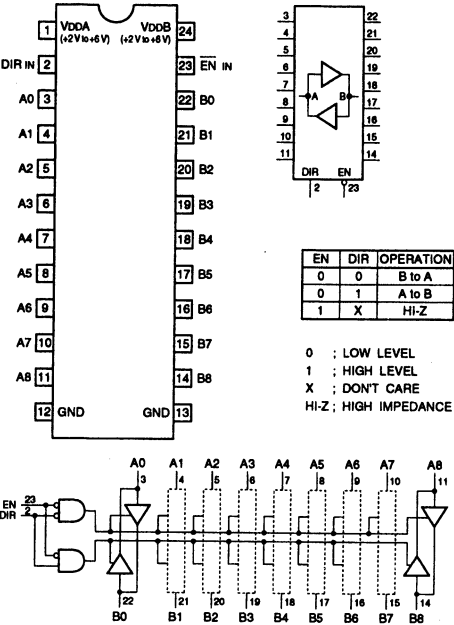 1 VDDA VDDB 24
(+2V to+6V) (+2V to+6V)
DIR IN 2 23 EN IN
A0 3 22 B0
A1 4 21 B1
A2 5 20 B2
A3 6 19 B3
A4 7 18 B4
A5 8 17 B5
A6 9 16 B6
A7 10 15 B7
A8 11 14 B8
12 GND GND 13
3 22
4 21
5 20
6 19
7 A B 18
8 17
9 16
10 15
11 14
DIR EN
2 23
EN DIR OPERATION
0 0 B to A
0 1 A to B
1 X HI-Z
0 ; LOW LEVEL
1 ; HIGH LEVEL
X ; DON'T CARE
HI-Z ; HIGH IMPEDANCE
A0 A1 A2 A3 A4 A5 A6 A7 A8
3 4 5 6 7 8 9 10 11
EN 23
DIR 2
22 21 20 19 18 17 16 15 14
B0 B1 B2 B3 B4 B5 B6 B7 B8